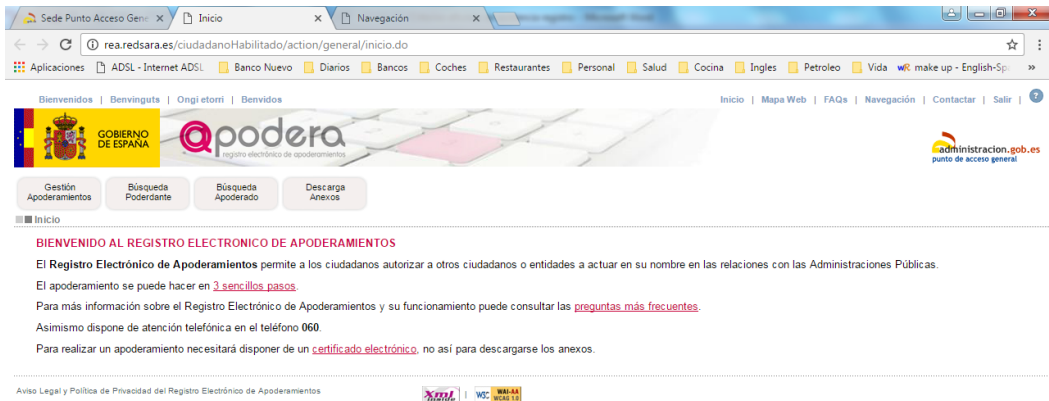 Sede Punto Acceso Gene
Inicio
Navegación
rea.redsara.es/ciudadanoHabilitado/action/general/inicio.do
Aplicaciones ADSL - Internet ADSL Banco Nuevo Diarios Bancos Coches Restaurantes Personal Salud Cocina Ingles Petroleo Vida make up - English-Sp
Bienvenidos | Benvinguts | Ongi etorri | Benvidos
Inicio | Mapa Web | FAQs | Navegación | Contactar | Salir | ?
GOBIERNO
DE ESPAÑA
@podera
registro electrónico de apoderamientos
administracion.gob.es
punto de acceso general
Gestión
Apoderamientos
Búsqueda
Poderdante
Búsqueda
Apoderado
Descarga
Anexos
Inicio
BIENVENIDO AL REGISTRO ELECTRONICO DE APODERAMIENTOS
El Registro Electrónico de Apoderamientos permite a los ciudadanos autorizar a otros ciudadanos o entidades a actuar en su nombre en las relaciones con las Administraciones Públicas.
El apoderamiento se puede hacer en 3 sencillos pasos.
Para más información sobre el Registro Electrónico de Apoderamientos y su funcionamiento puede consultar las preguntas más frecuentes.
Asimismo dispone de atención telefónica en el teléfono 060.
Para realizar un apoderamiento necesitará disponer de un certificado electrónico, no así para descargarse los anexos.
Aviso Legal y Política de Privacidad del Registro Electrónico de Apoderamientos
Xml | W3C WAI-AA
WCAG 1.0